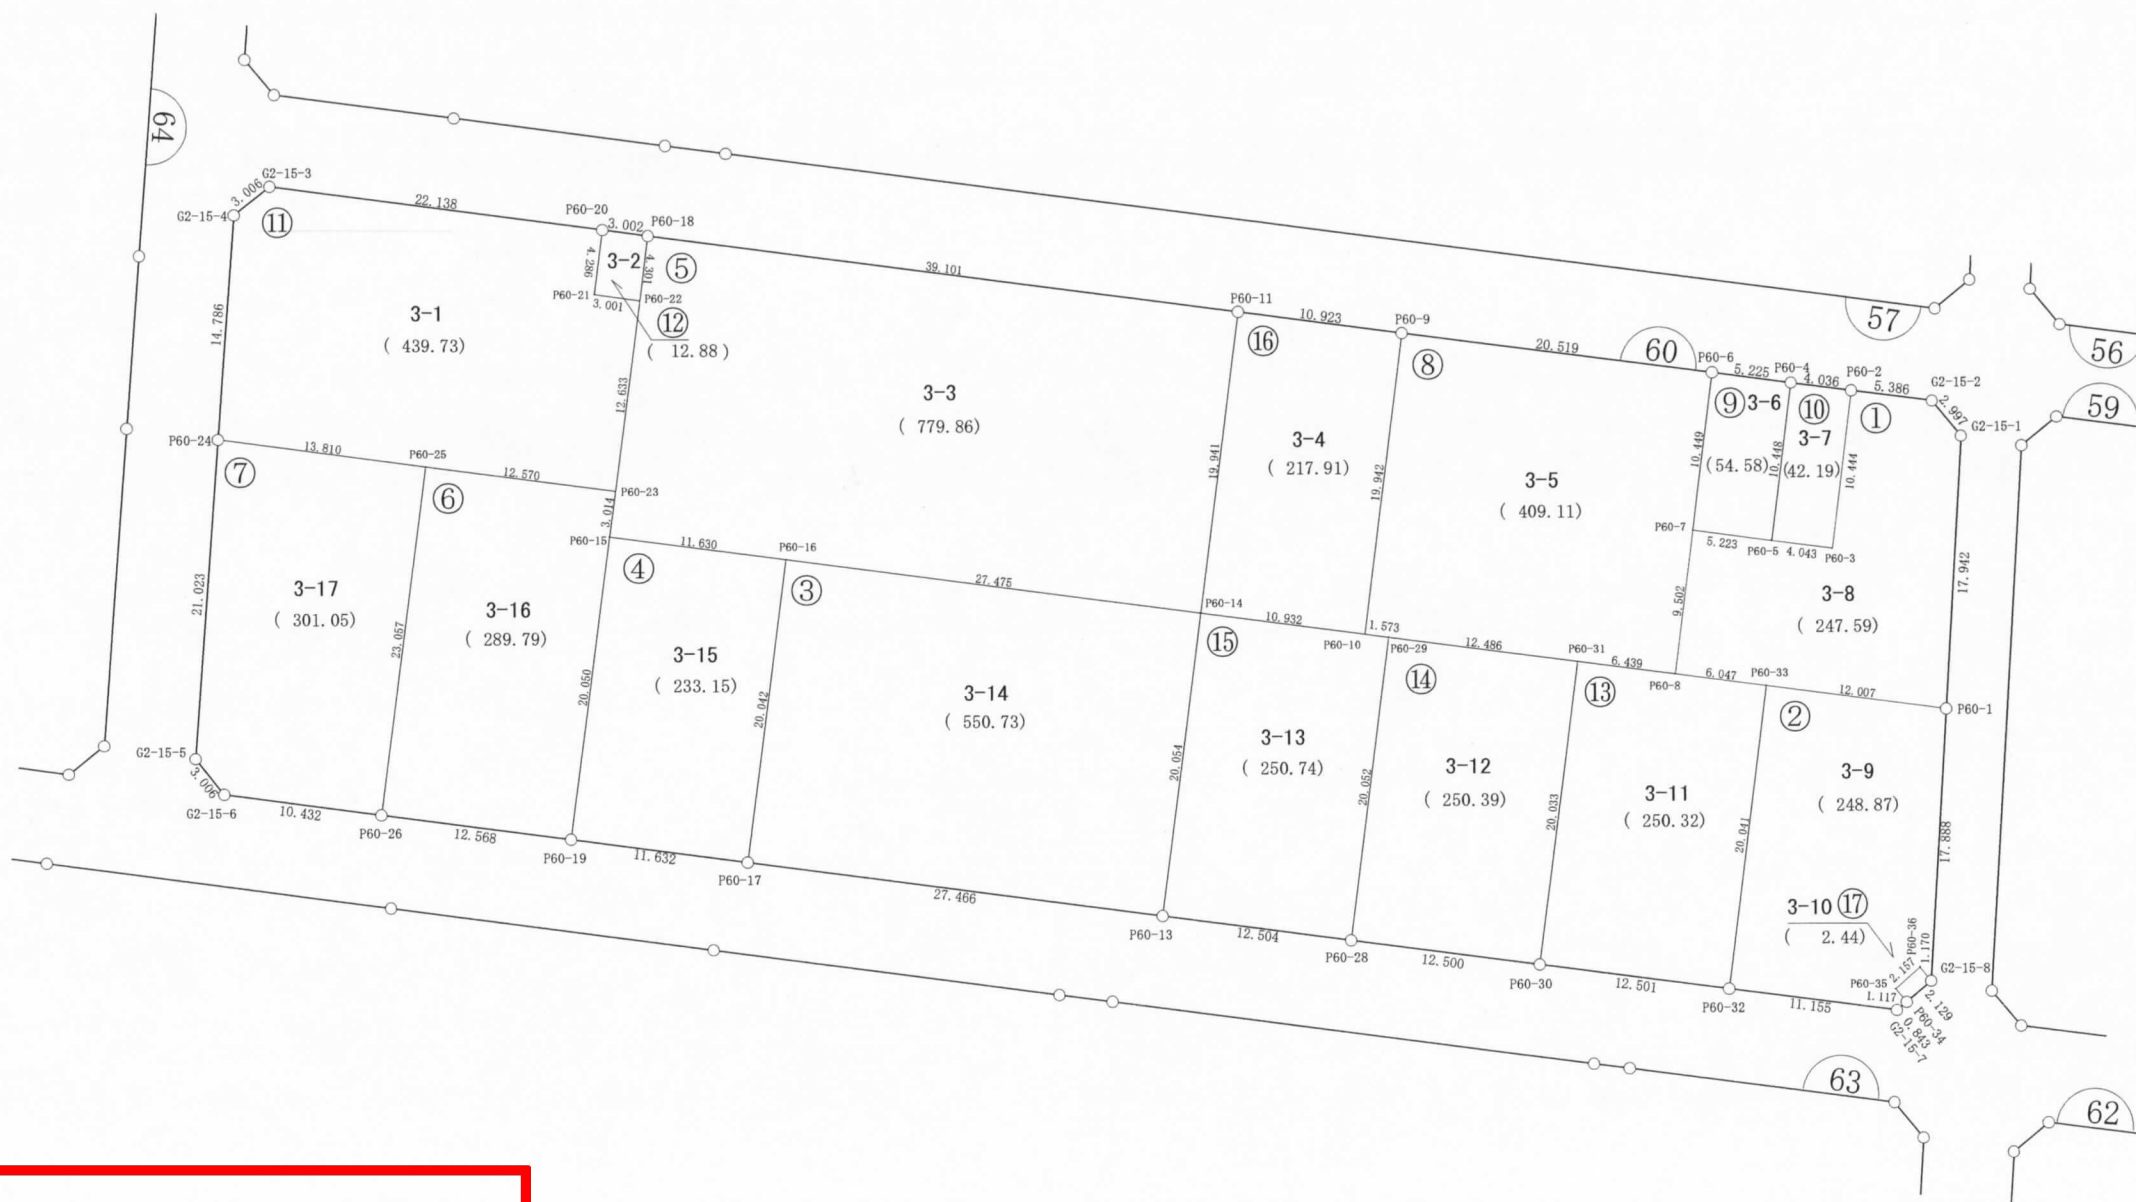 64
G2-15-3
3.006
G2-15-4
⑪
22.138
P60-20
3.002
P60-18
4.286
3-2
4.301
⑤
39.101
P60-21
3.001
P60-22
⑫
( 12.88 )
3-1
( 439.73)
14.786
12.633
P60-11
10.923
P60-9
⑯
⑧
20.519
60
57
56
59
P60-6
5.225
P60-4
4.036
P60-2
5.386
G2-15-2
2.997
G2-15-1
⑨
3-6
⑩
①
3-7
10.449
(54.58)
10.448
(42.19)
10.444
3-3
( 779.86)
3-4
( 217.91)
19.941
19.942
3-5
( 409.11)
P60-24
13.810
P60-25
12.570
P60-23
⑦
⑥
3.014
P60-15
11.630
P60-16
④
③
27.475
P60-7
5.223
P60-5
4.043
P60-3
17.942
9.502
3-8
( 247.59)
21.023
3-17
( 301.05)
23.057
3-16
( 289.79)
20.050
3-15
( 233.15)
20.042
3-14
( 550.73)
P60-14
10.932
P60-10
1.573
P60-29
12.486
P60-31
6.439
P60-8
6.047
P60-33
12.007
P60-1
⑮
⑭
⑬
②
20.054
3-13
( 250.74)
20.052
3-12
( 250.39)
20.033
3-11
( 250.32)
20.041
3-9
( 248.87)
17.888
G2-15-5
3.006
G2-15-6
10.432
P60-26
12.568
P60-19
11.632
P60-17
27.466
P60-13
12.504
P60-28
12.500
P60-30
12.501
P60-32
11.155
3-10 ⑰
( 2.44)
P60-36
1.170
2.157
P60-35
1.117
G2-15-8
2.129
P60-34
0.843
G2-15-7
63
62